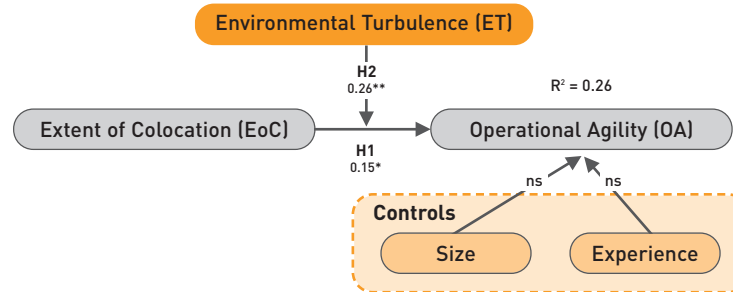 Environmental Turbulence (ET)
H2
0.26**
R² = 0.26
Extent of Colocation (EoC)
Operational Agility (OA)
H1
0.15*
ns
ns
Controls
Size
Experience